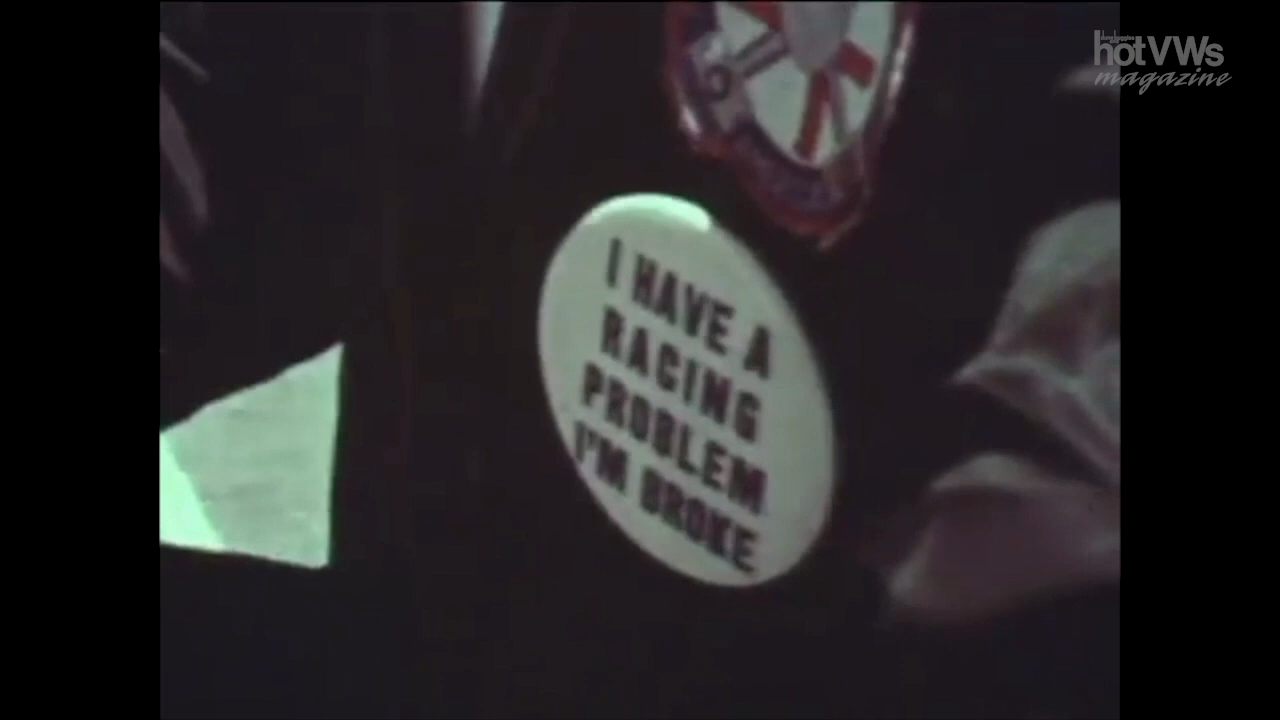 hotVWs
magazine
I HAVE A
RACING
PROBLEM
I'M BROKE